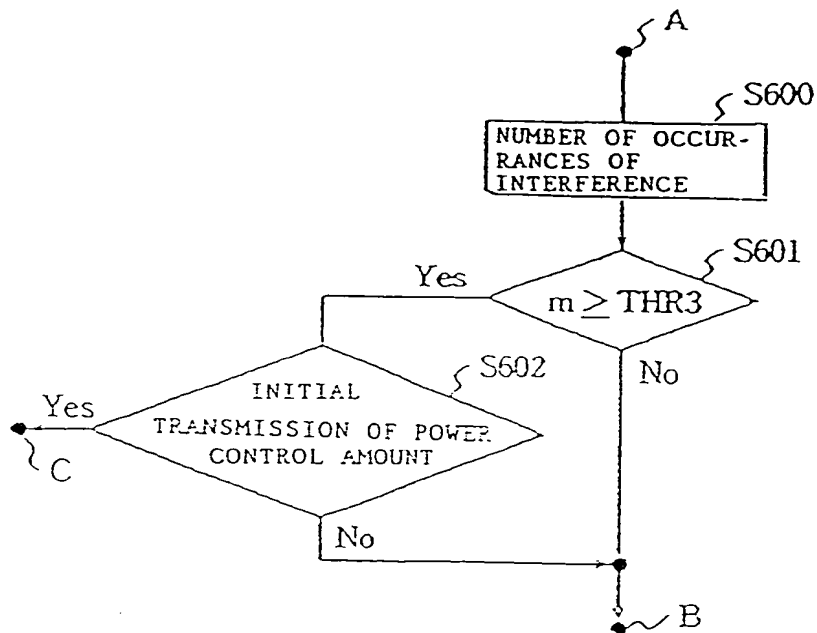 A
S600
NUMBER OF OCCUR-
RANCES OF
INTERFERENCE
S601
Yes
m ≥ THR3
No
S602
INITIAL
TRANSMISSION OF POWER
CONTROL AMOUNT
Yes
C
No
B